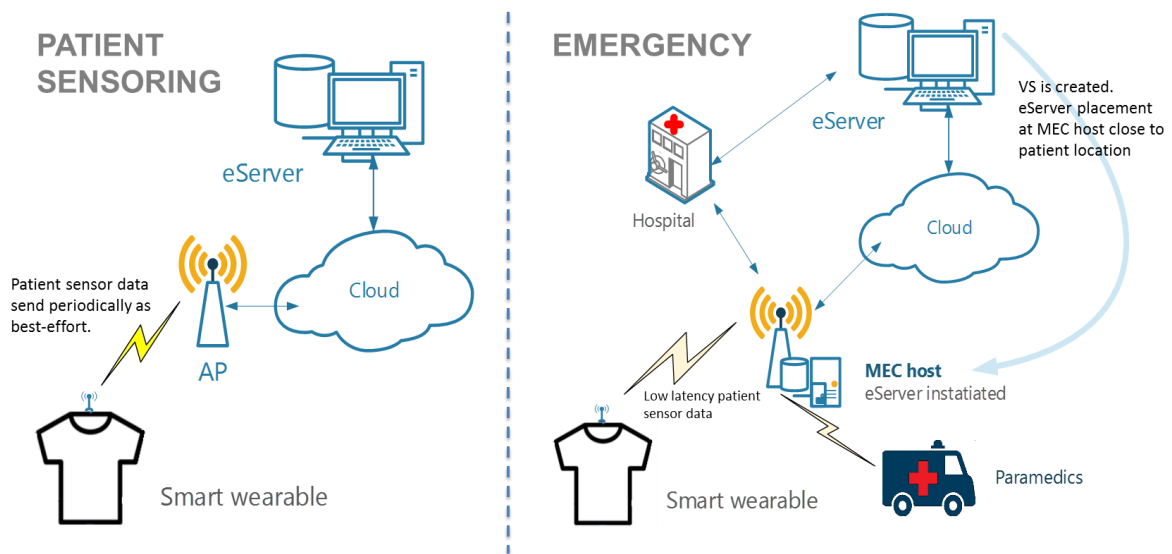 PATIENT
SENSORING
eServer
Patient sensor data
send periodically as
best-effort.
Cloud
AP
Smart wearable
EMERGENCY
VS is created.
eServer placement
at MEC host close to
patient location
eServer
Hospital
Cloud
MEC host
eServer instatiated
Low latency patient
sensor data
Paramedics
Smart wearable